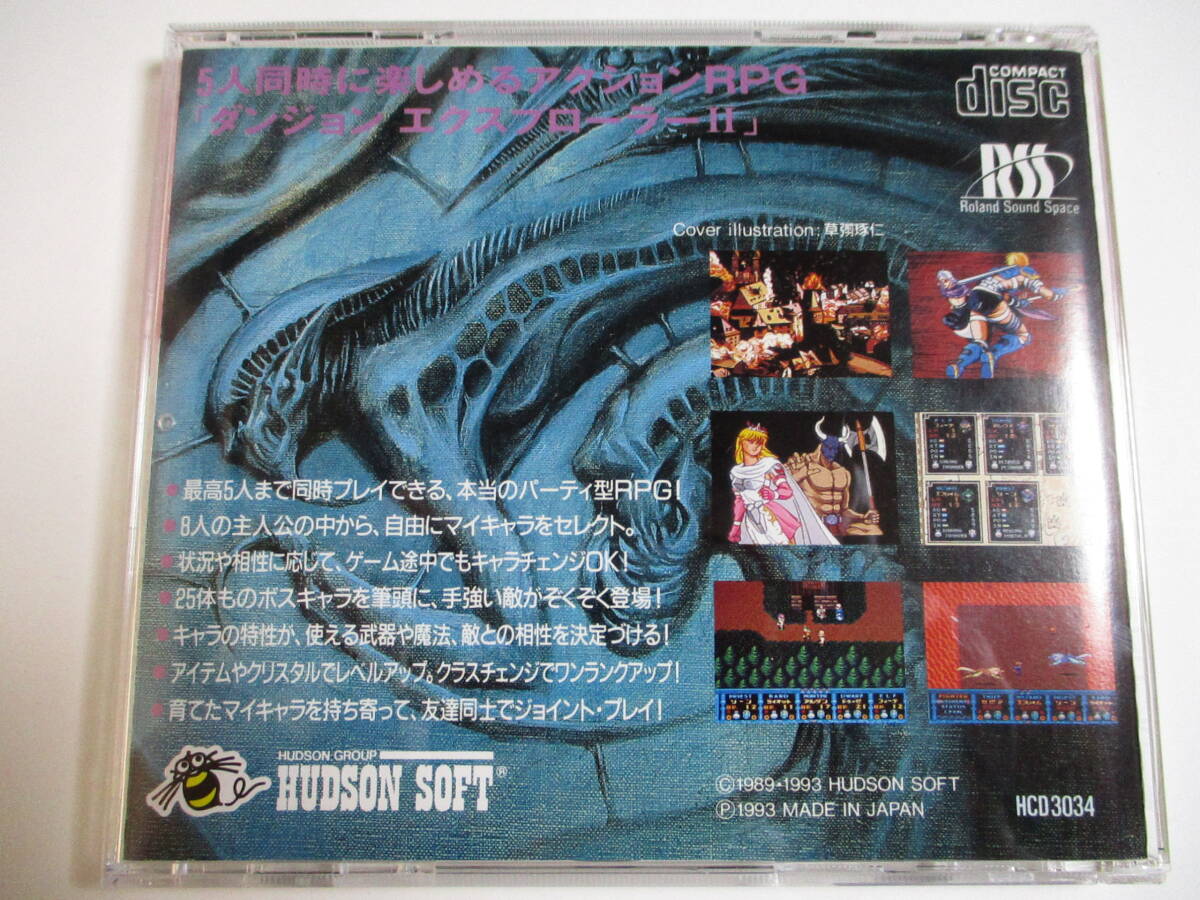 5人同時に楽しめるアクションRPG
「ダンジョン エクスプローラーII」
COMPACT
disc
RSS
Roland Sound Space
Cover illustration: 草彅琢仁
• 最高5人まで同時プレイできる、本当のパーティ型RPG!
• 8人の主人公の中から、自由にマイキャラをセレクト。
• 状況や相性に応じて、ゲーム途中でもキャラチェンジOK!
• 25体ものボスキャラを筆頭に、手強い敵がぞくぞく登場!
• キャラの特性が、使える武器や魔法、敵との相性を決定づける!
• アイテムやクリスタルでレベルアップ。クラスチェンジでワンランクアップ!
• 育てたマイキャラを持ち寄って、友達同士でジョイント・プレイ!
HUDSON GROUP
HUDSON SOFT®
©1989・1993 HUDSON SOFT
Ⓟ1993 MADE IN JAPAN
HCD3034